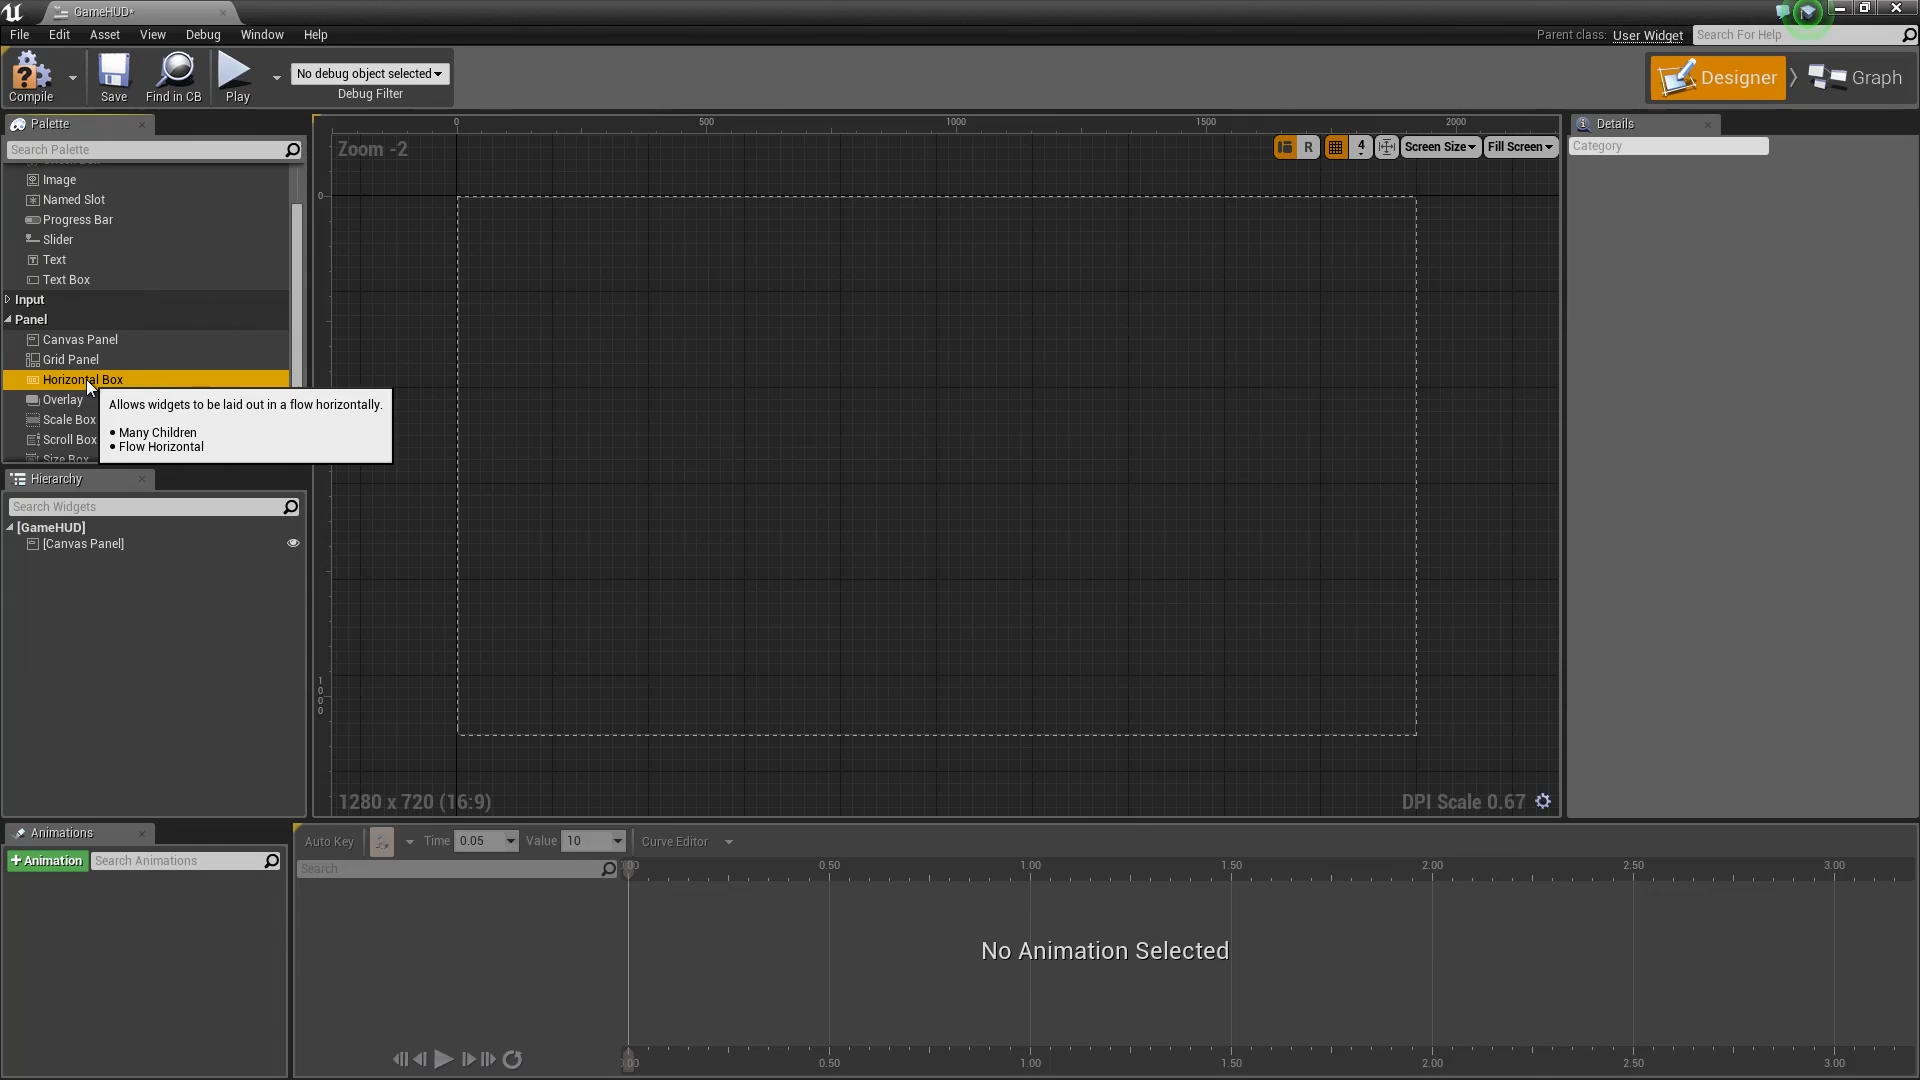 GameHUD*
File Edit Asset View Debug Window Help
Parent class: User Widget Search For Help
Compile Save Find in CB Play
No debug object selected
Debug Filter
Designer Graph
Palette
Search Palette
Image
Named Slot
Progress Bar
Slider
Text
Text Box
Input
Panel
Canvas Panel
Grid Panel
Horizontal Box
Overlay
Scale Box
Scroll Box
Size Box
Allows widgets to be laid out in a flow horizontally.
• Many Children
• Flow Horizontal
Hierarchy
Search Widgets
[GameHUD]
[Canvas Panel]
0 500 1000 1500 2000
Zoom -2
R 4 Screen Size Fill Screen
0
1000
1280 x 720 (16:9)
DPI Scale 0.67
Details
Category
Animations
+Animation Search Animations
Auto Key Time 0.05 Value 10 Curve Editor
Search
0.50 1.00 1.50 2.00 2.50 3.00
No Animation Selected
0.50 1.00 1.50 2.00 2.50 3.00